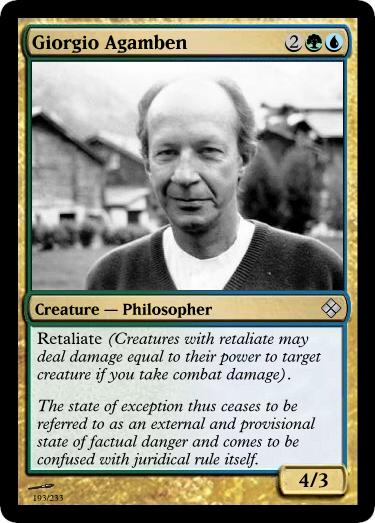 Giorgio Agamben 2
Creature — Philosopher
Retaliate (Creatures with retaliate may
deal damage equal to their power to target
creature if you take combat damage).
The state of exception thus ceases to be
referred to as an external and provisional
state of factual danger and comes to be
confused with juridical rule itself.
4/3
193/233